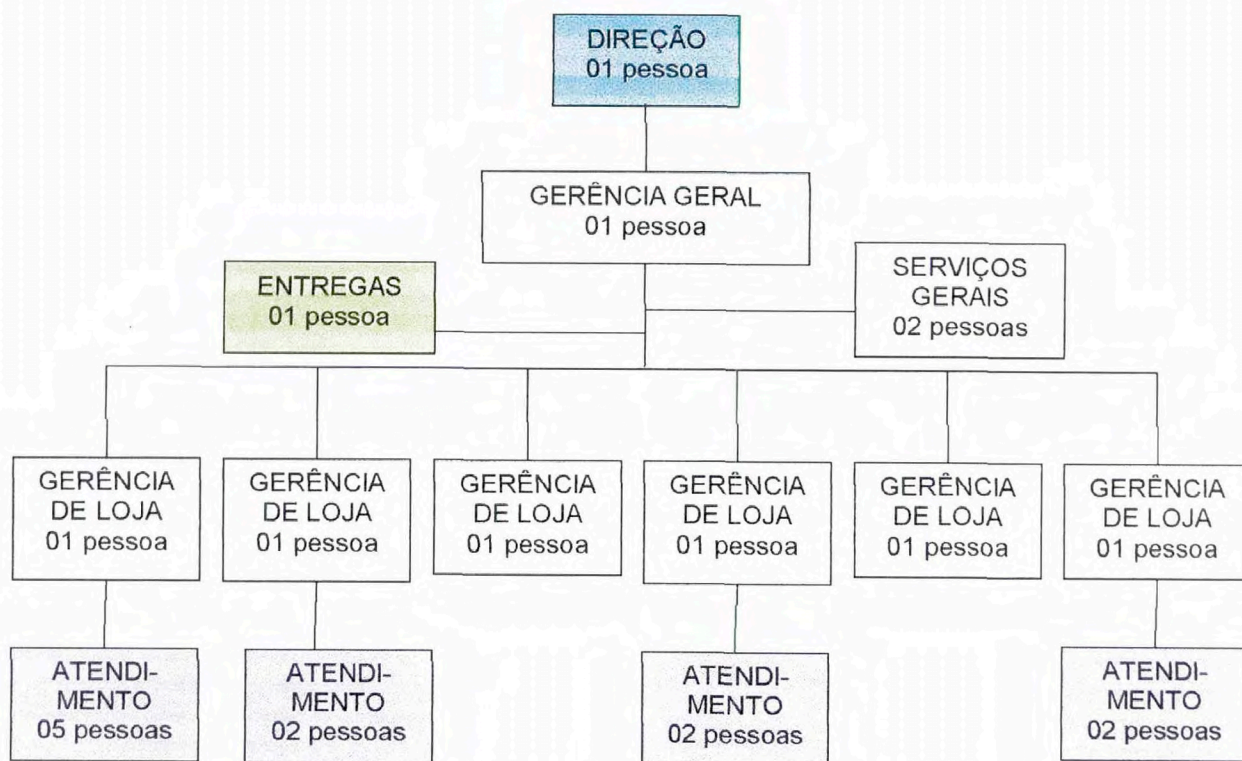 DIREÇÃO
01 pessoa
GERÊNCIA GERAL
01 pessoa
ENTREGAS
01 pessoa
SERVIÇOS
GERAIS
02 pessoas
GERÊNCIA
DE LOJA
01 pessoa
GERÊNCIA
DE LOJA
01 pessoa
GERÊNCIA
DE LOJA
01 pessoa
GERÊNCIA
DE LOJA
01 pessoa
GERÊNCIA
DE LOJA
01 pessoa
GERÊNCIA
DE LOJA
01 pessoa
ATENDI-
MENTO
05 pessoas
ATENDI-
MENTO
02 pessoas
ATENDI-
MENTO
02 pessoas
ATENDI-
MENTO
02 pessoas